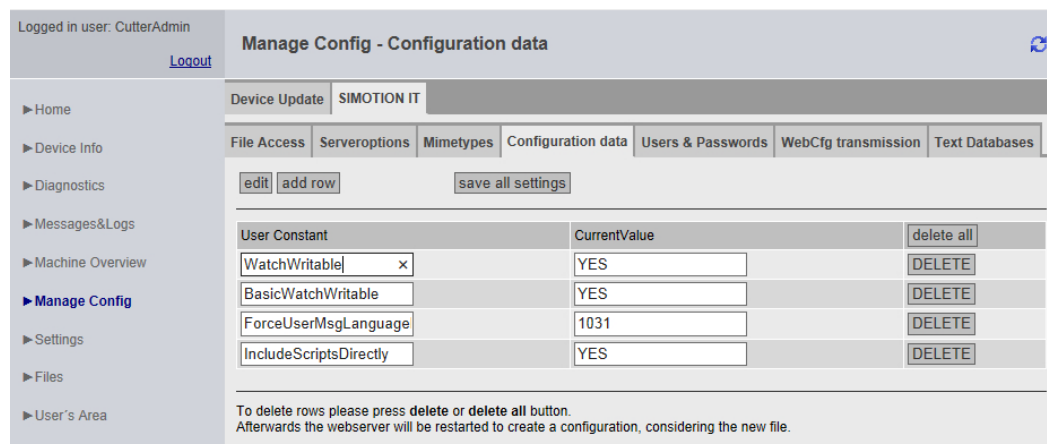 Logged in user: CutterAdmin
Logout
Manage Config - Configuration data
►Home
►Device Info
►Diagnostics
►Messages&Logs
►Machine Overview
►Manage Config
►Settings
►Files
►User´s Area
Device Update SIMOTION IT
File Access Serveroptions Mimetypes Configuration data Users & Passwords WebCfg transmission Text Databases
edit add row save all settings
User Constant CurrentValue delete all
WatchWritable × YES DELETE
BasicWatchWritable YES DELETE
ForceUserMsgLanguage 1031 DELETE
IncludeScriptsDirectly YES DELETE
To delete rows please press delete or delete all button.
Afterwards the webserver will be restarted to create a configuration, considering the new file.